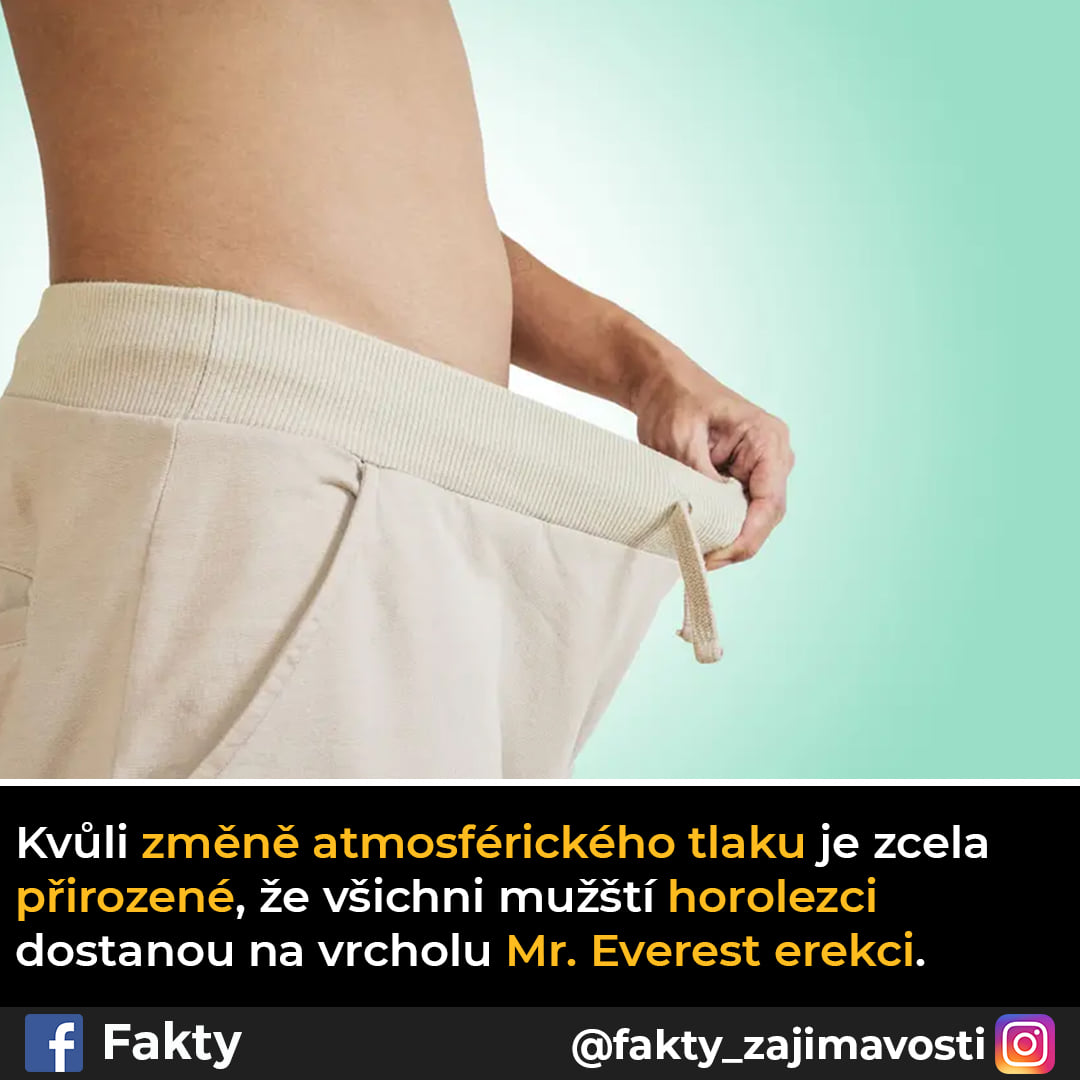 Kvůli změně atmosférického tlaku je zcela
přirozené, že všichni mužští horolezci
dostanou na vrcholu Mr. Everest erekci.
f Fakty
@fakty_zajimavosti